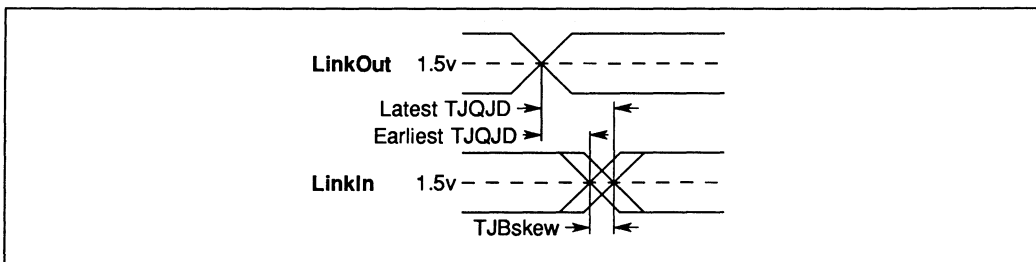 LinkOut 1.5v
Latest TJQJD
Earliest TJQJD
LinkIn 1.5v
TJBskew